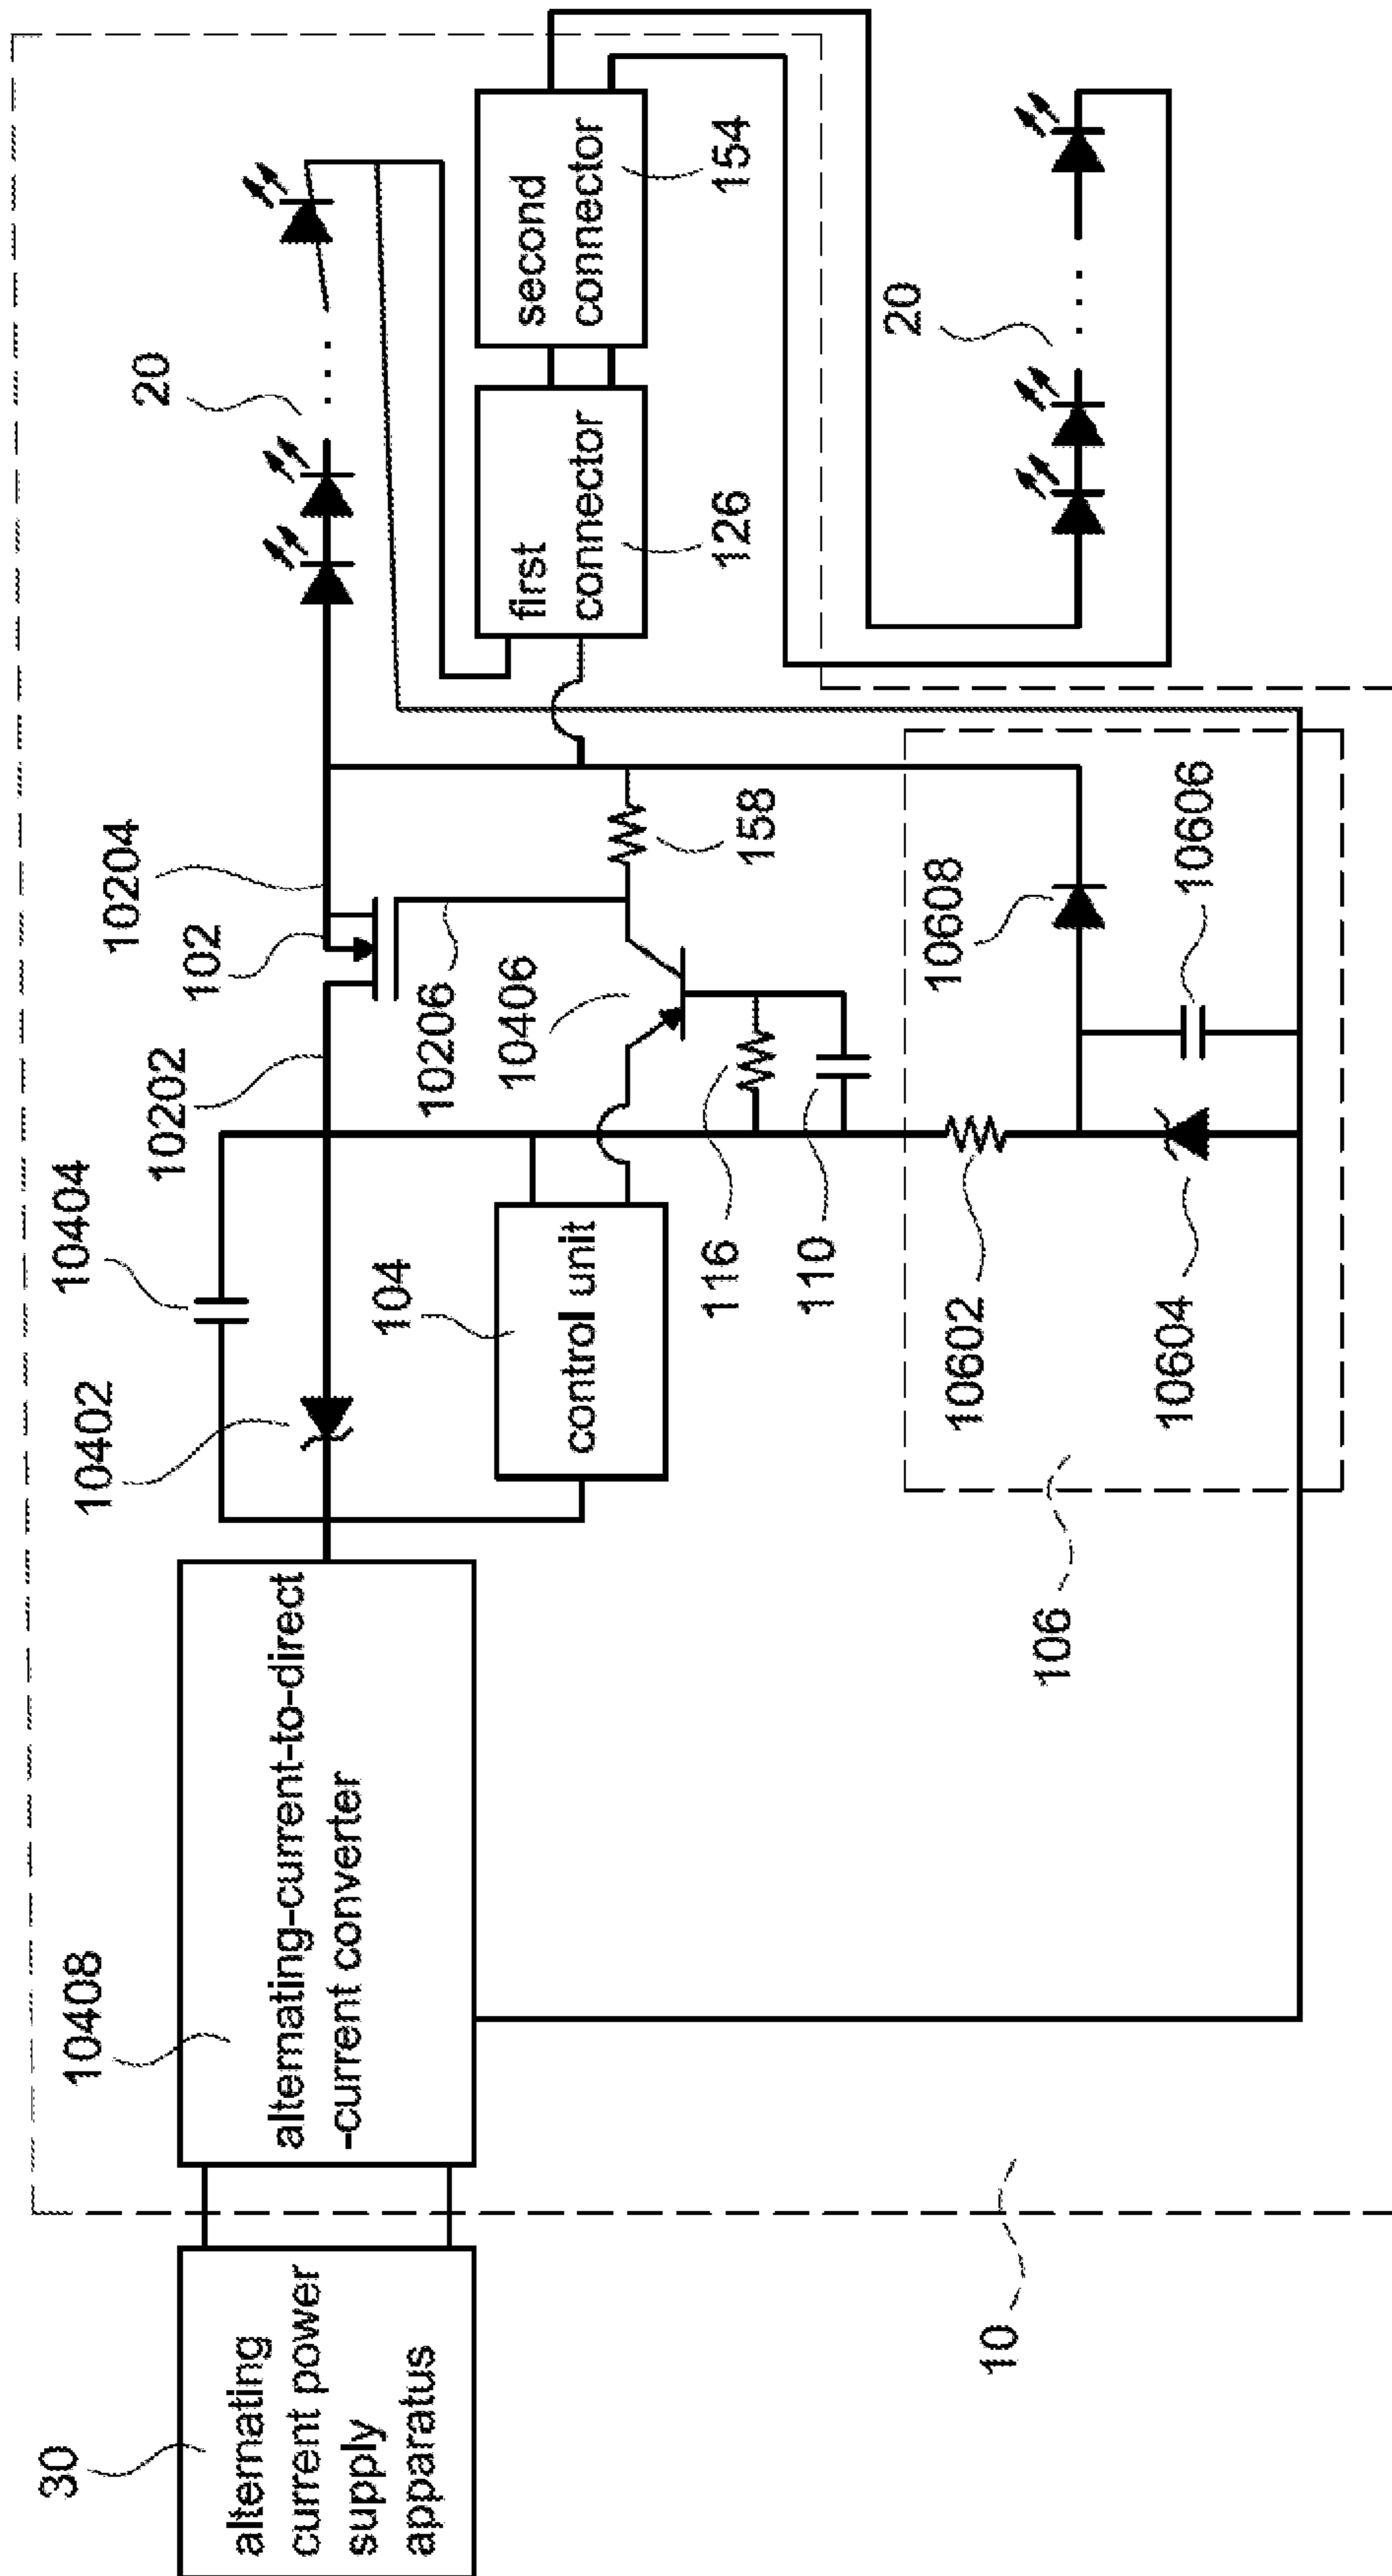 30
alternating
current power
supply
apparatus
10408
alternating-current-to-direct
-current converter
10402
10404
104
control unit
10202
102
10204
10206
10406
116
110
158
20
first
connector
126
second
connector
154
20
10
106
10602
10604
10608
10606